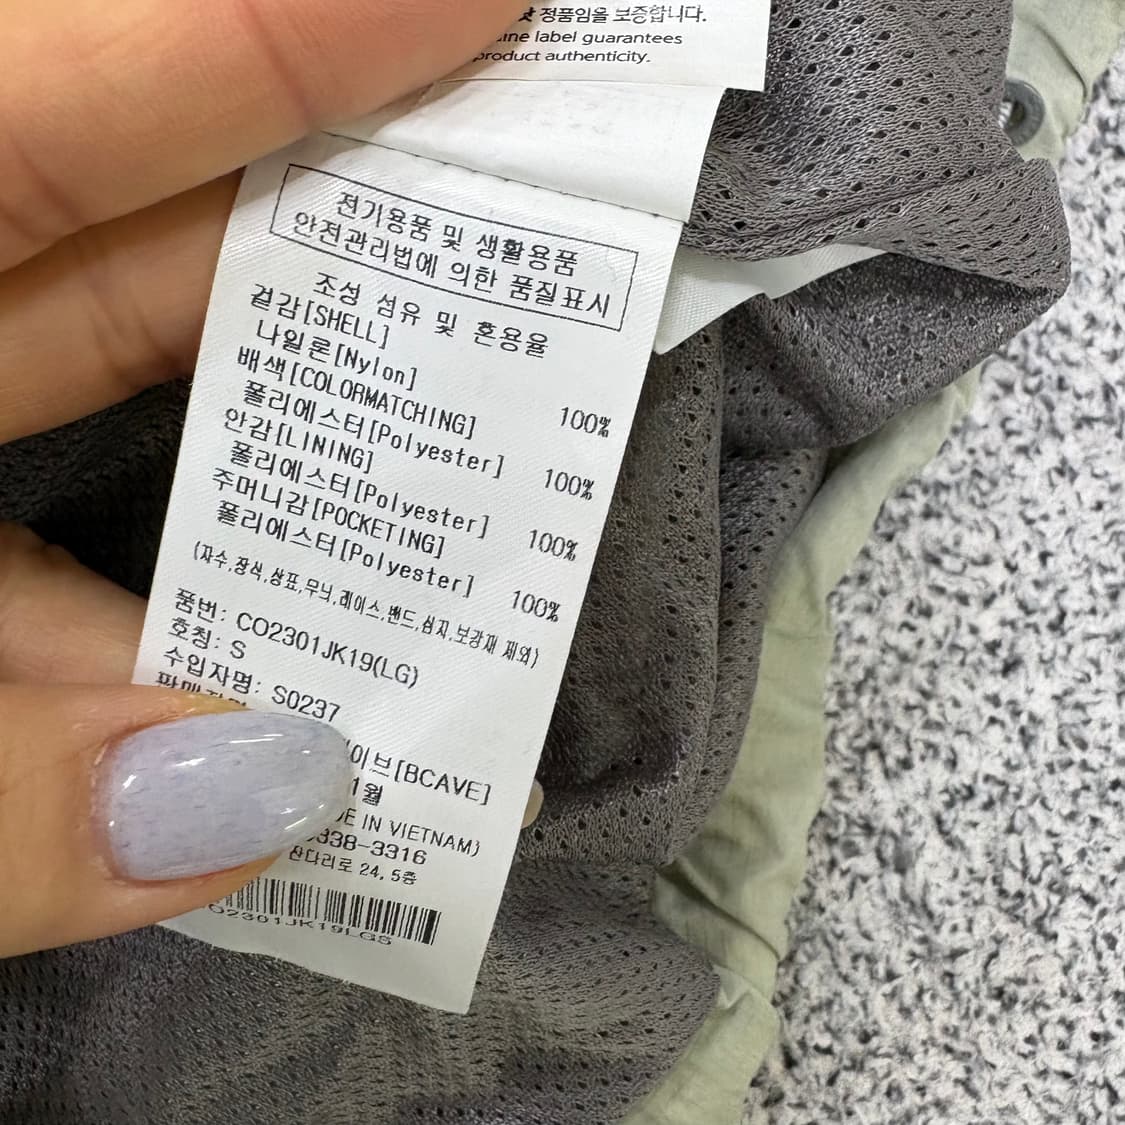 정품임을 보증합니다.
label guarantees
product authenticity.
전기용품 및 생활용품
안전관리법에 의한 품질표시
조성 섬유 및 혼용율
겉감[SHELL]
나일론[Nylon] 100%
배색[COLORMATCHING]
폴리에스터[Polyester] 100%
안감[LINING]
폴리에스터[Polyester] 100%
주머니감[POCKETING]
폴리에스터[Polyester] 100%
(자수,장식,상표,무늬,레이스,밴드,심지,보강재 제외)
품번: CO2301JK19(LG)
호칭: S
수입자명: S0237
이브[BCAVE]
1월
IN VIETNAM)
338-3316
잔다리로 24, 5층
O2301JK19LGS